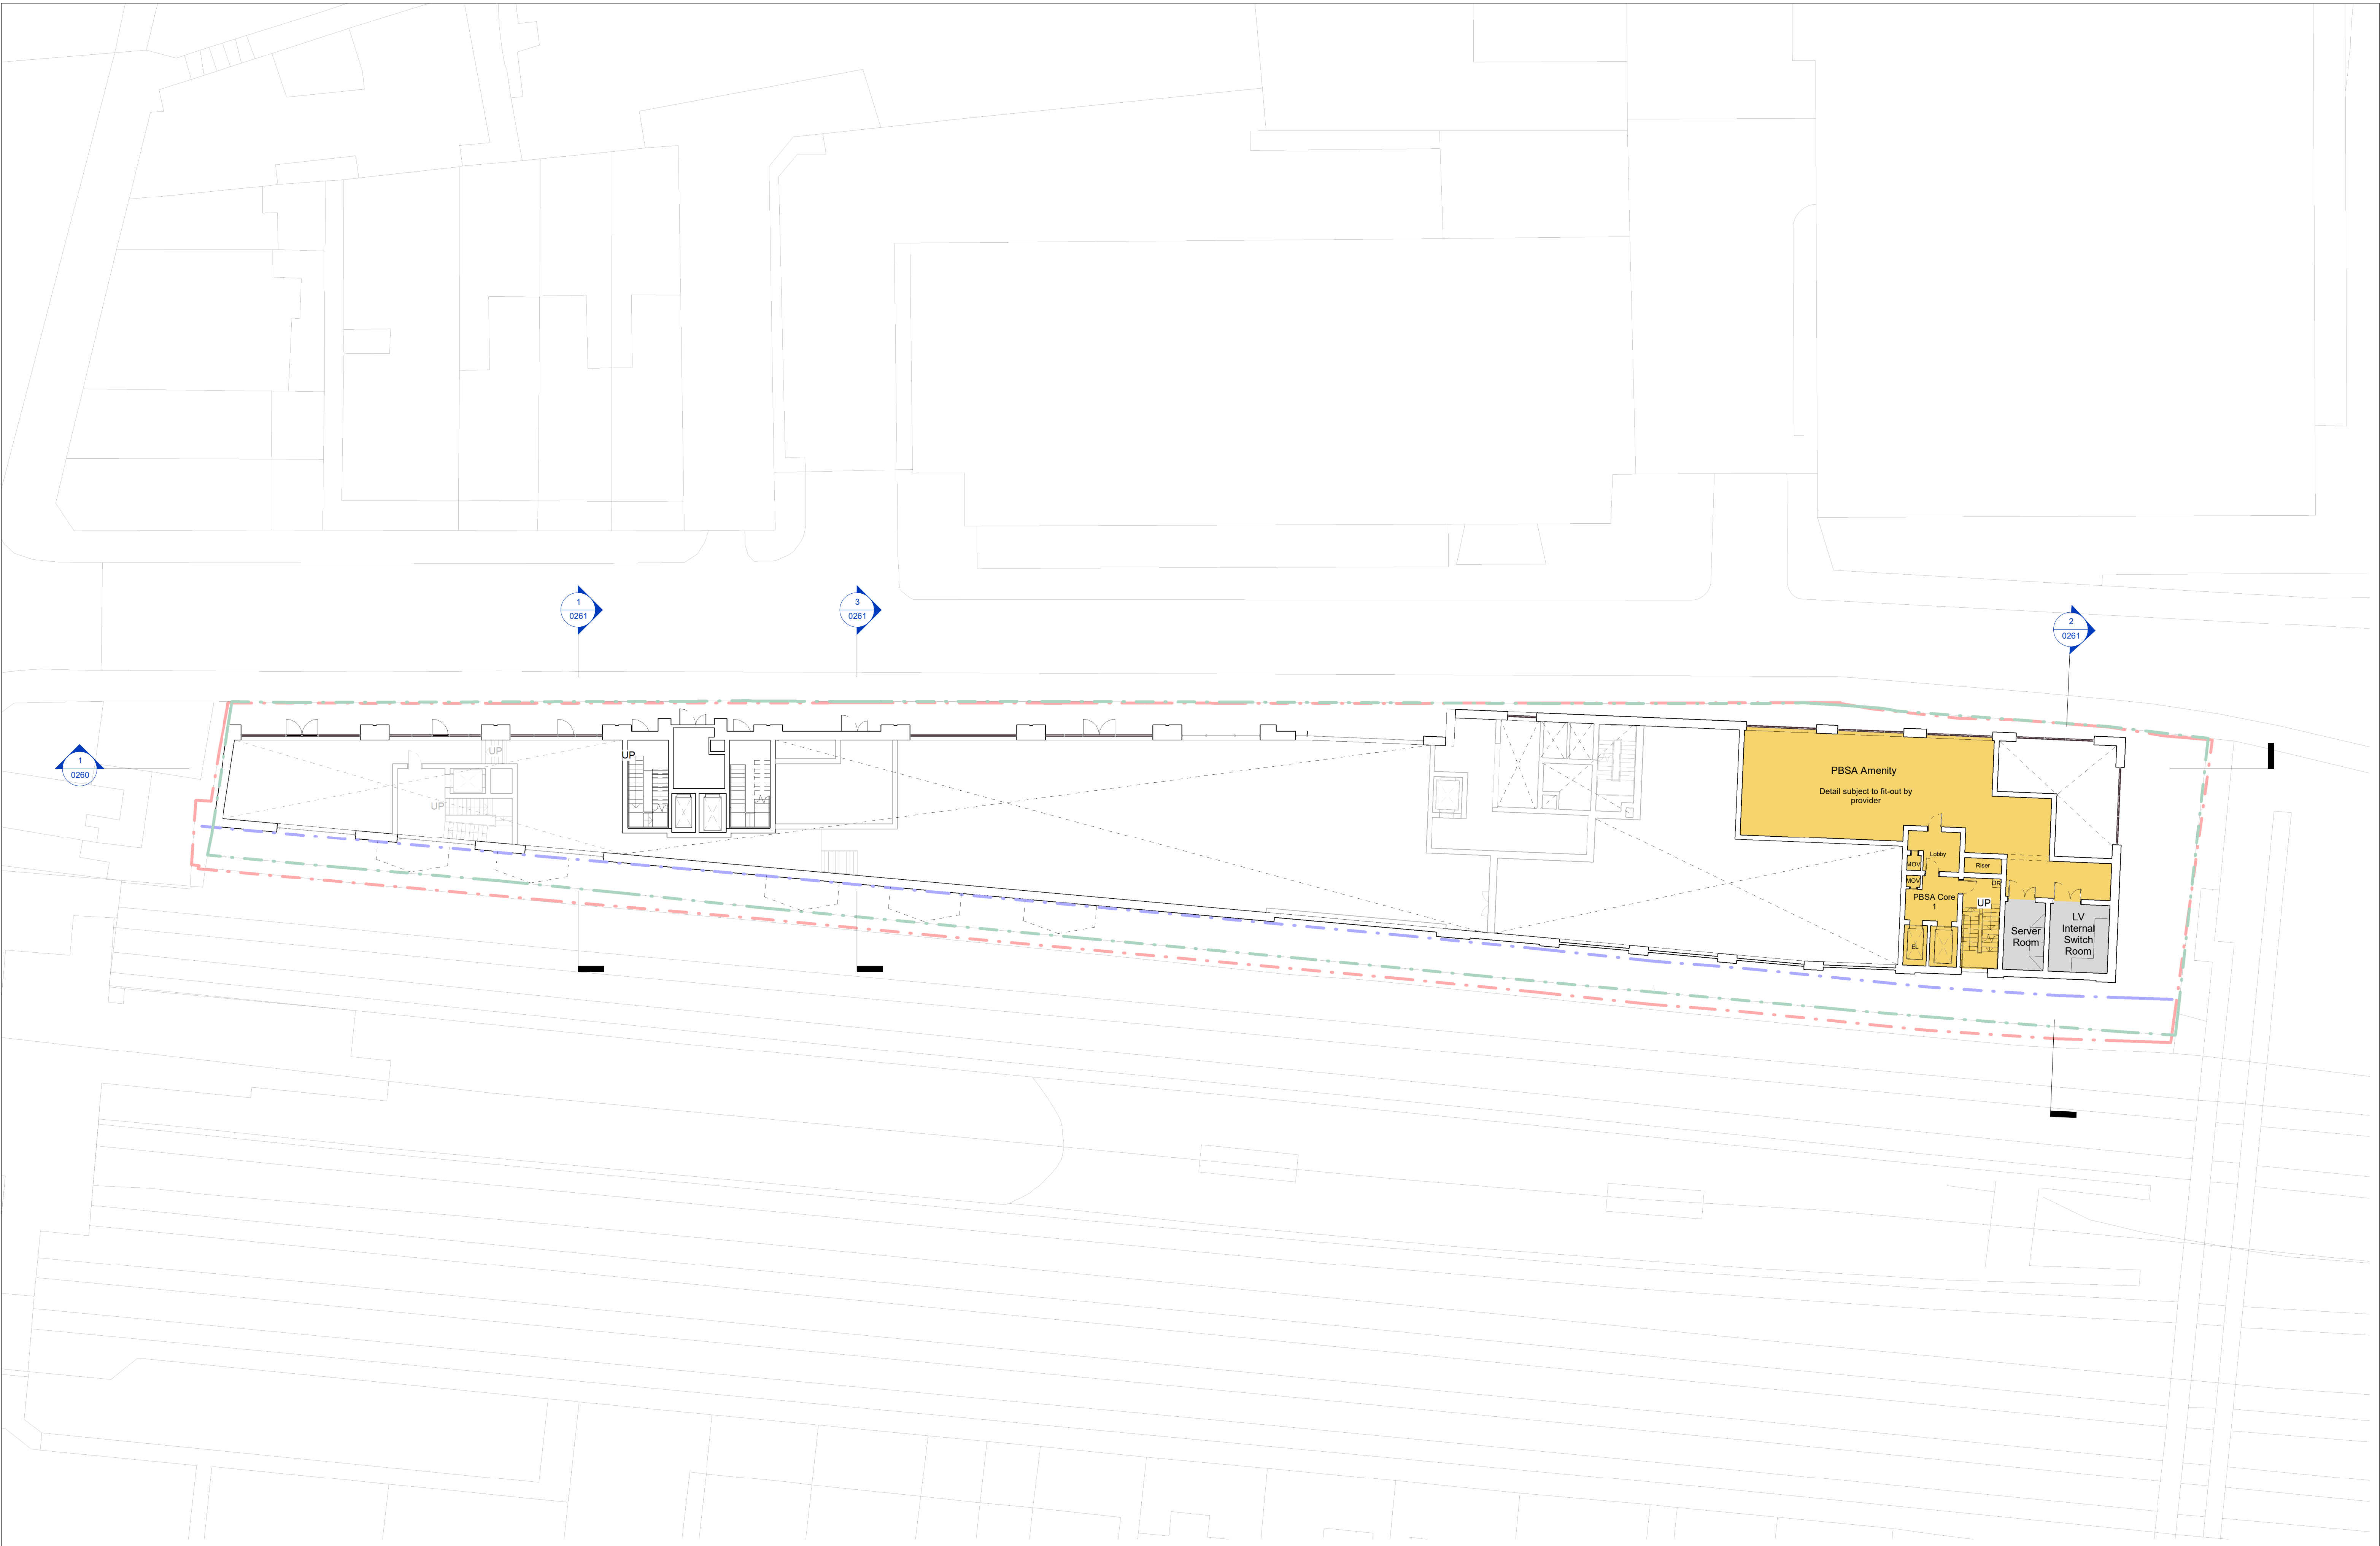 1
0261
3
0261
2
0261
1
0260
UP
UP
UP
PBSA Amenity
Detail subject to fit-out by
provider
Lobby
MOV
Riser
MOV
DR
PBSA Core
1
UP
EL
Server
Room
LV
Internal
Switch
Room